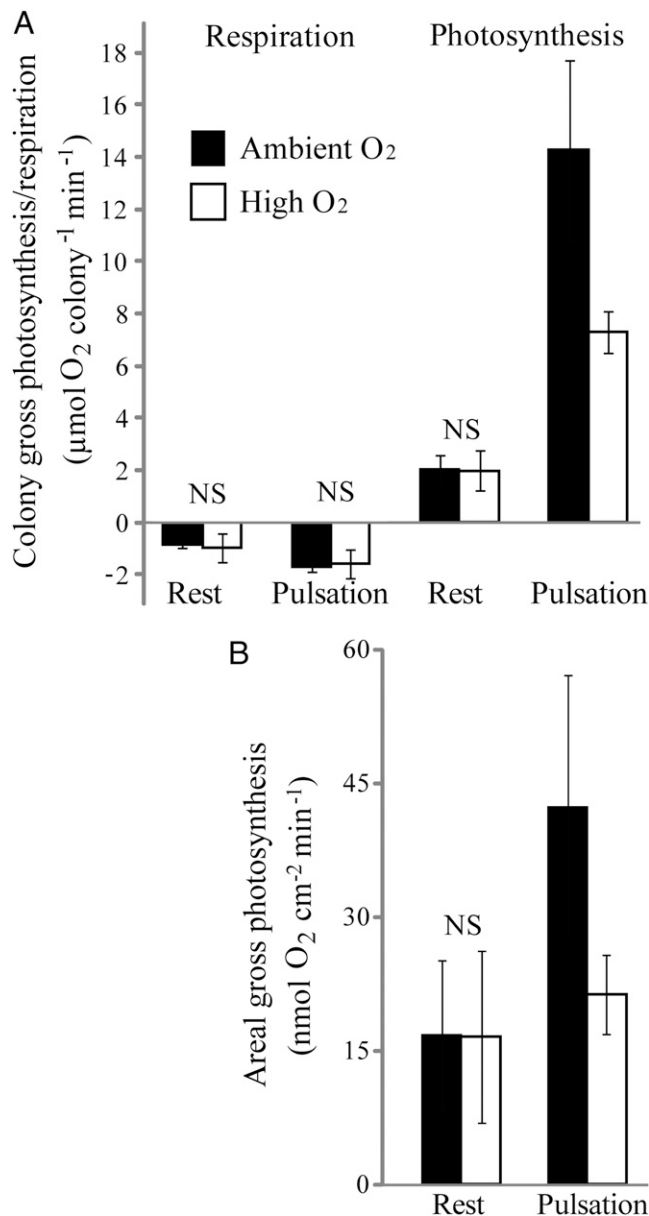 A
Respiration
Photosynthesis
Colony gross photosynthesis/respiration
(μmol O₂ colony⁻¹ min⁻¹)
18
16
14
12
10
8
6
4
2
0
-2
Ambient O₂
High O₂
NS
NS
NS
Rest
Pulsation
Rest
Pulsation
B
Areal gross photosynthesis
(nmol O₂ cm⁻² min⁻¹)
60
45
30
15
0
NS
Rest
Pulsation